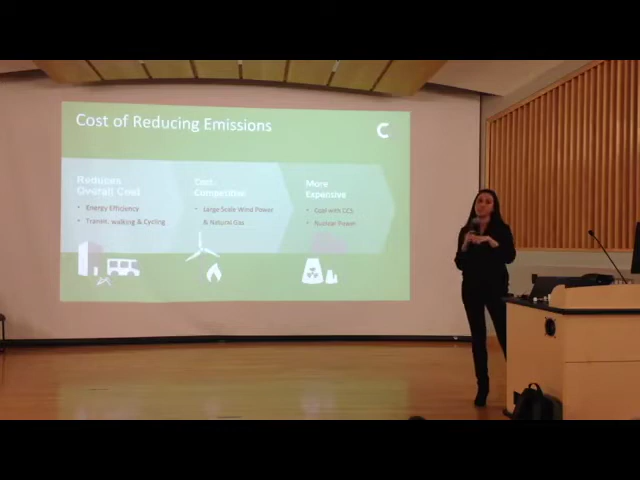 Cost of Reducing Emissions
C
Reduces
Overall Cost
• Energy Efficiency
• Transit, walking & Cycling
Cost
Competitive
• Large Scale Wind Power
& Natural Gas
More
Expensive
• Coal with CCS
• Nuclear Power